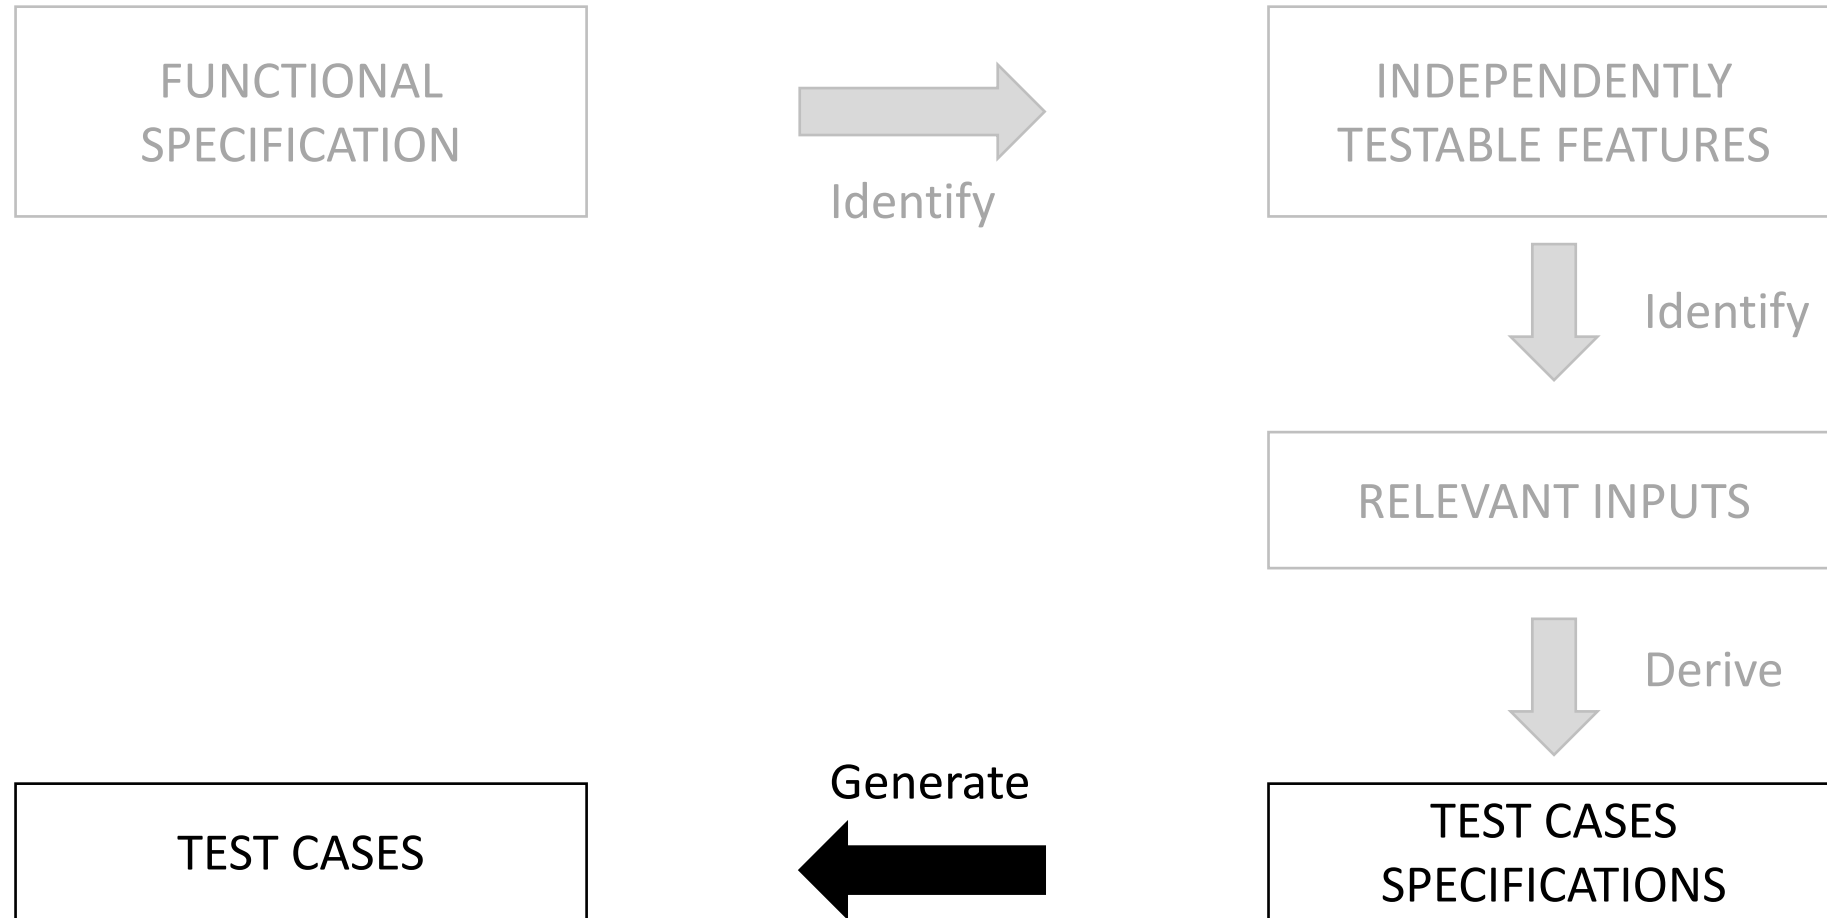 FUNCTIONAL
SPECIFICATION
Identify
INDEPENDENTLY
TESTABLE FEATURES
Identify
RELEVANT INPUTS
Derive
TEST CASES
SPECIFICATIONS
Generate
TEST CASES